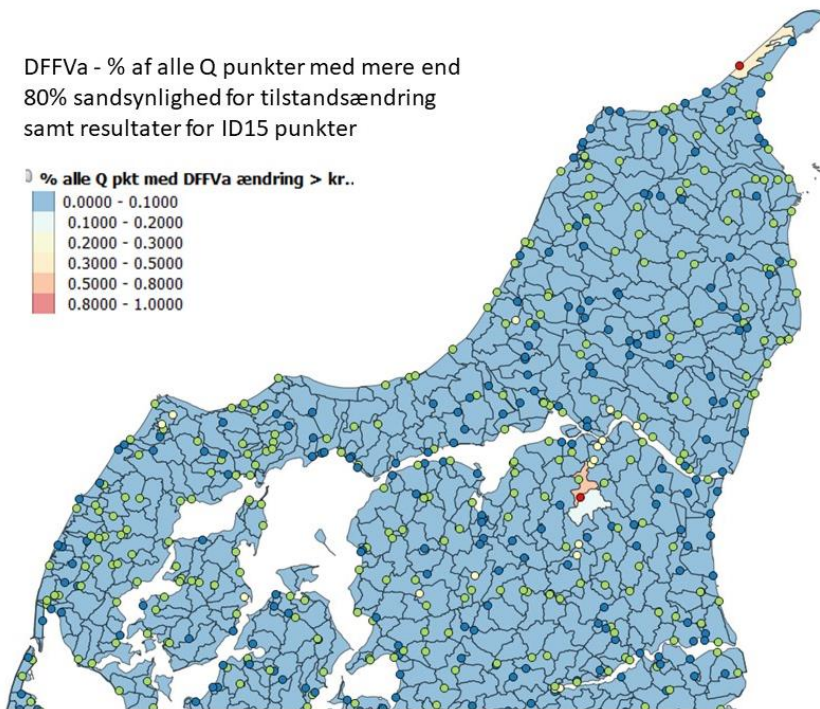 DFFVa - % af alle Q punkter med mere end
80% sandsynlighed for tilstandsændring
samt resultater for ID15 punkter
% alle Q pkt med DFFVa ændring > kr..
0.0000 - 0.1000
0.1000 - 0.2000
0.2000 - 0.3000
0.3000 - 0.5000
0.5000 - 0.8000
0.8000 - 1.0000